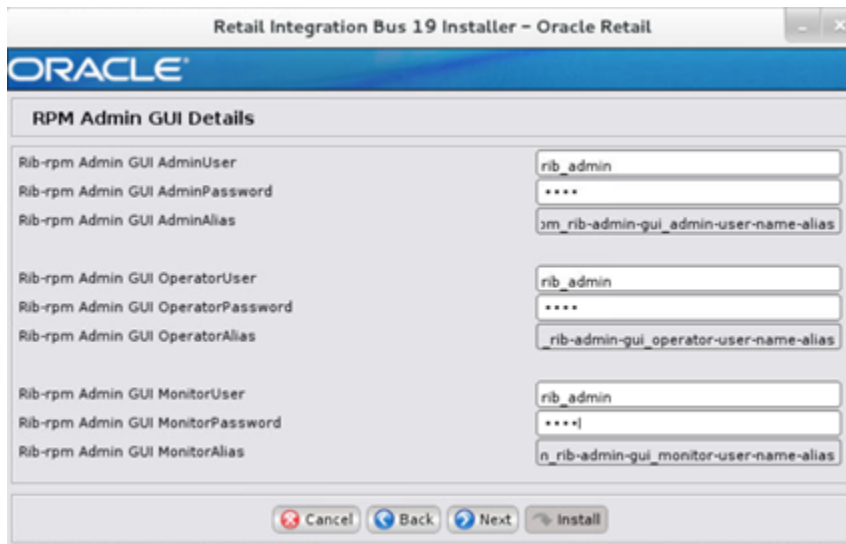 Retail Integration Bus 19 Installer – Oracle Retail
ORACLE
RPM Admin GUI Details
Rib-rpm Admin GUI AdminUser rib_admin
Rib-rpm Admin GUI AdminPassword ••••
Rib-rpm Admin GUI AdminAlias om_rib-admin-gui_admin-user-name-alias
Rib-rpm Admin GUI OperatorUser rib_admin
Rib-rpm Admin GUI OperatorPassword ••••
Rib-rpm Admin GUI OperatorAlias _rib-admin-gui_operator-user-name-alias
Rib-rpm Admin GUI MonitorUser rib_admin
Rib-rpm Admin GUI MonitorPassword ••••
Rib-rpm Admin GUI MonitorAlias n_rib-admin-gui_monitor-user-name-alias
Cancel Back Next Install